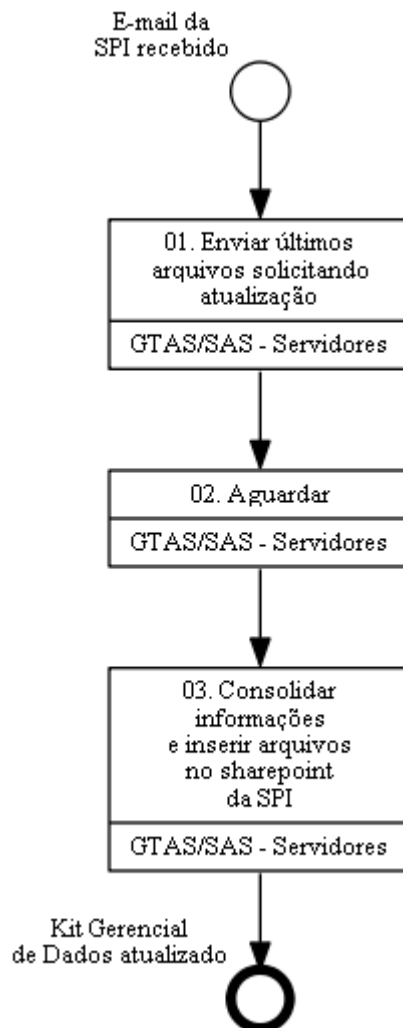 E-mail da
SPI recebido
01. Enviar últimos
arquivos solicitando
atualização
GTAS/SAS - Servidores
02. Aguardar
GTAS/SAS - Servidores
03. Consolidar
informações
e inserir arquivos
no sharepoint
da SPI
GTAS/SAS - Servidores
Kit Gerencial
de Dados atualizado